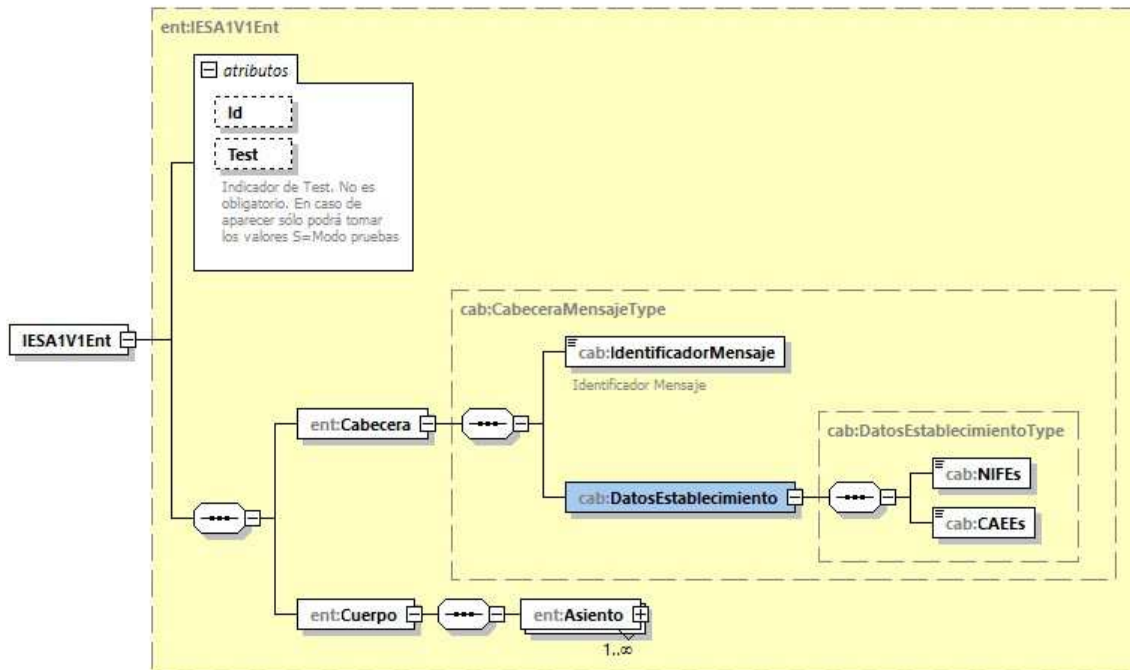 ent:IESA1V1Ent
atributos
Id
Test
Indicador de Test. No es
obligatorio. En caso de
aparecer sólo podrá tomar
los valores S=Modo pruebas
IESA1V1Ent
cab:CabeceraMensajeType
cab:IdentificadorMensaje
Identificador Mensaje
ent:Cabecera
cab:DatosEstablecimientoType
cab:DatosEstablecimiento
cab:NIFEs
cab:CAEEs
ent:Cuerpo
ent:Asiento
1..∞